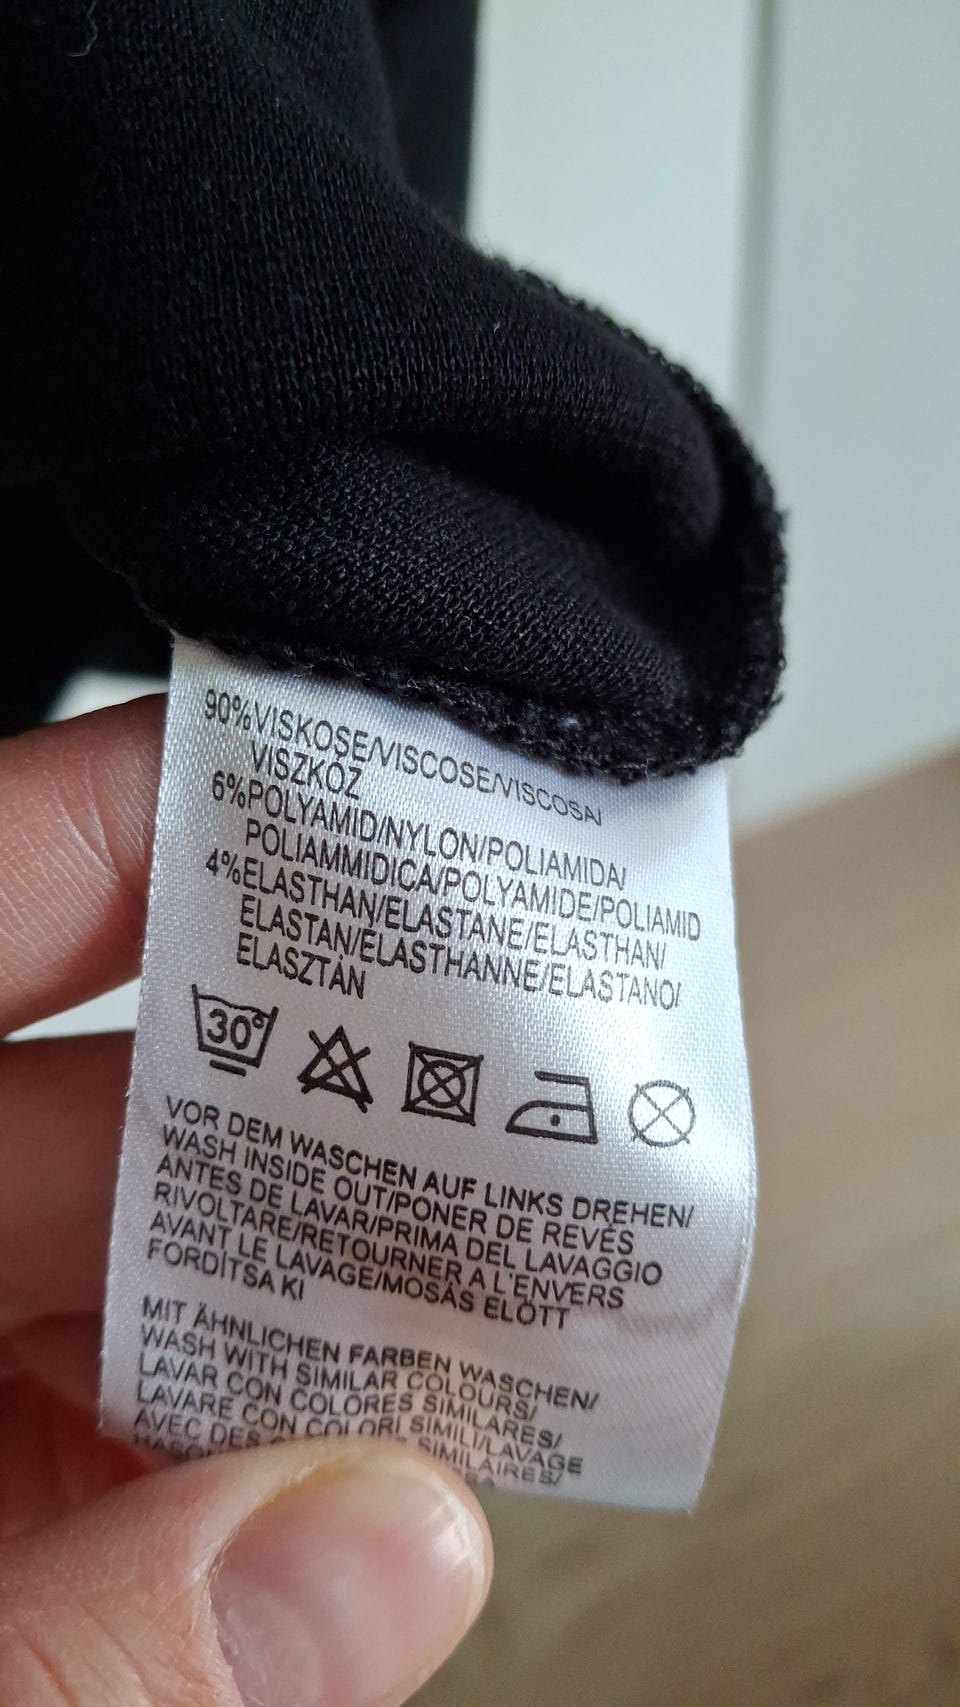 90%VISKOSE/VISCOSE/VISCOSA/
VISZKÓZ
6%POLYAMID/NYLON/POLIAMIDA/
POLIAMMIDICA/POLYAMIDE/POLIAMID
4%ELASTHAN/ELASTANE/ELASTHAN/
ELASTAN/ELASTHANNE/ELASTANO/
ELASZTÁN
30°
VOR DEM WASCHEN AUF LINKS DREHEN/
WASH INSIDE OUT/PONER DE REVÉS
ANTES DE LAVAR/PRIMA DEL LAVAGGIO
RIVOLTARE/RETOURNER A L'ENVERS
AVANT LE LAVAGE/MOSÁS ELŐTT
FORDÍTSA KI
MIT ÄHNLICHEN FARBEN WASCHEN/
WASH WITH SIMILAR COLOURS/
LAVAR CON COLORES SIMILARES/
LAVARE CON COLORI SIMILI/LAVAGE
AVEC DES SIMILAIRES/